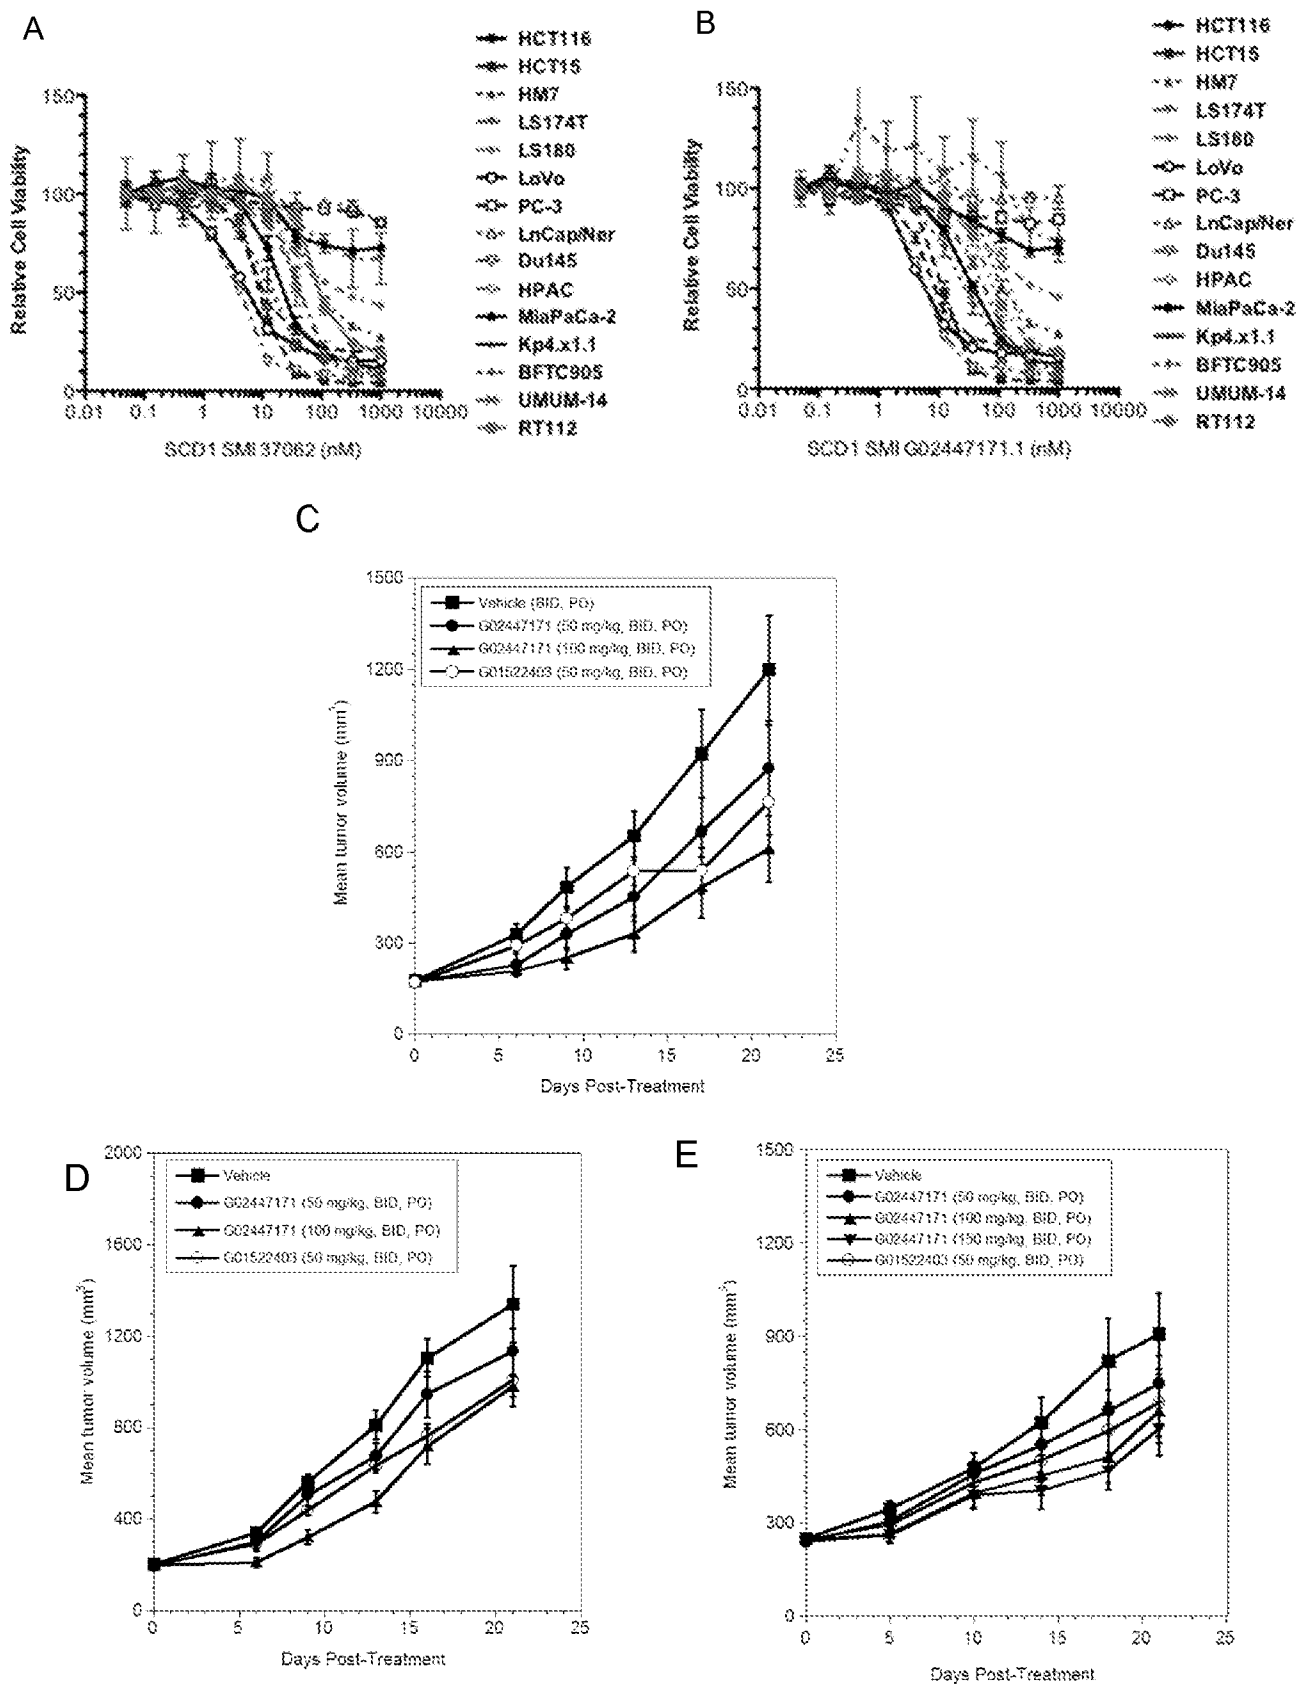 A
HCT116
HCT15
HM7
LS174T
LS180
LoVo
PC-3
LnCap/Ner
Du145
HPAC
MiaPaCa-2
Kp4.x1.1
BFTC905
UMUM-14
RT112
150
100
50
0
Relative Cell Viability
0.01 0.1 1 10 100 1000 10000
SCD1 SMI 37062 (nM)
B
HCT116
HCT15
HM7
LS174T
LS180
LoVo
PC-3
LnCap/Ner
Du145
HPAC
MiaPaCa-2
Kp4.x1.1
BFTC905
UMUM-14
RT112
150
100
50
0
Relative Cell Viability
0.01 0.1 1 10 100 1000 10000
SCD1 SMI G02447171.1 (nM)
C
Vehicle (BID, PO)
G02447171 (50 mg/kg, BID, PO)
G02447171 (100 mg/kg, BID, PO)
G01522403 (50 mg/kg, BID, PO)
1500
1200
900
600
300
0
Mean tumor volume (mm3)
0 5 10 15 20 25
Days Post-Treatment
D
Vehicle
G02447171 (50 mg/kg, BID, PO)
G02447171 (100 mg/kg, BID, PO)
G01522403 (50 mg/kg, BID, PO)
2000
1600
1200
800
400
0
Mean tumor volume (mm3)
0 5 10 15 20 25
Days Post-Treatment
E
Vehicle
G02447171 (50 mg/kg, BID, PO)
G02447171 (100 mg/kg, BID, PO)
G02447171 (150 mg/kg, BID, PO)
G01522403 (50 mg/kg, BID, PO)
1500
1200
900
600
300
0
Mean tumor volume (mm3)
0 5 10 15 20 25
Days Post-Treatment